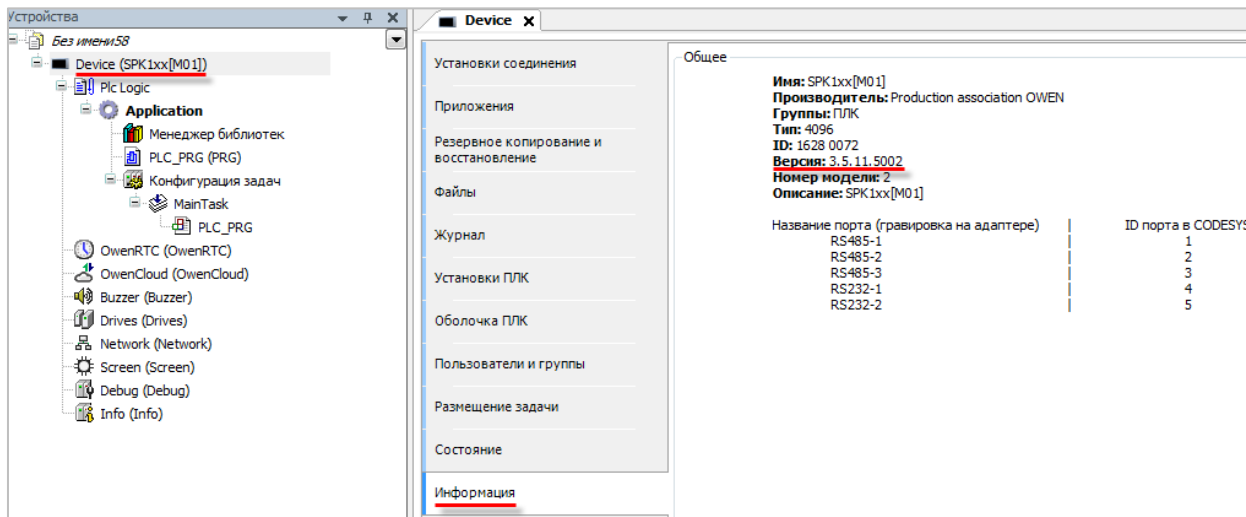 Устройства
Без имени58
Device (SPK1xx[M01])
Plc Logic
Application
Менеджер библиотек
PLC_PRG (PRG)
Конфигурация задач
MainTask
PLC_PRG
OwenRTC (OwenRTC)
OwenCloud (OwenCloud)
Buzzer (Buzzer)
Drives (Drives)
Network (Network)
Screen (Screen)
Debug (Debug)
Info (Info)
Device
Установки соединения
Приложения
Резервное копирование и
восстановление
Файлы
Журнал
Установки ПЛК
Оболочка ПЛК
Пользователи и группы
Размещение задачи
Состояние
Информация
Общее
Имя: SPK1xx[M01]
Производитель: Production association OWEN
Группы: ПЛК
Тип: 4096
ID: 1628 0072
Версия: 3.5.11.5002
Номер модели: 2
Описание: SPK1xx[M01]
Название порта (гравировка на адаптере) | ID порта в CODESYS
RS485-1 | 1
RS485-2 | 2
RS485-3 | 3
RS232-1 | 4
RS232-2 | 5